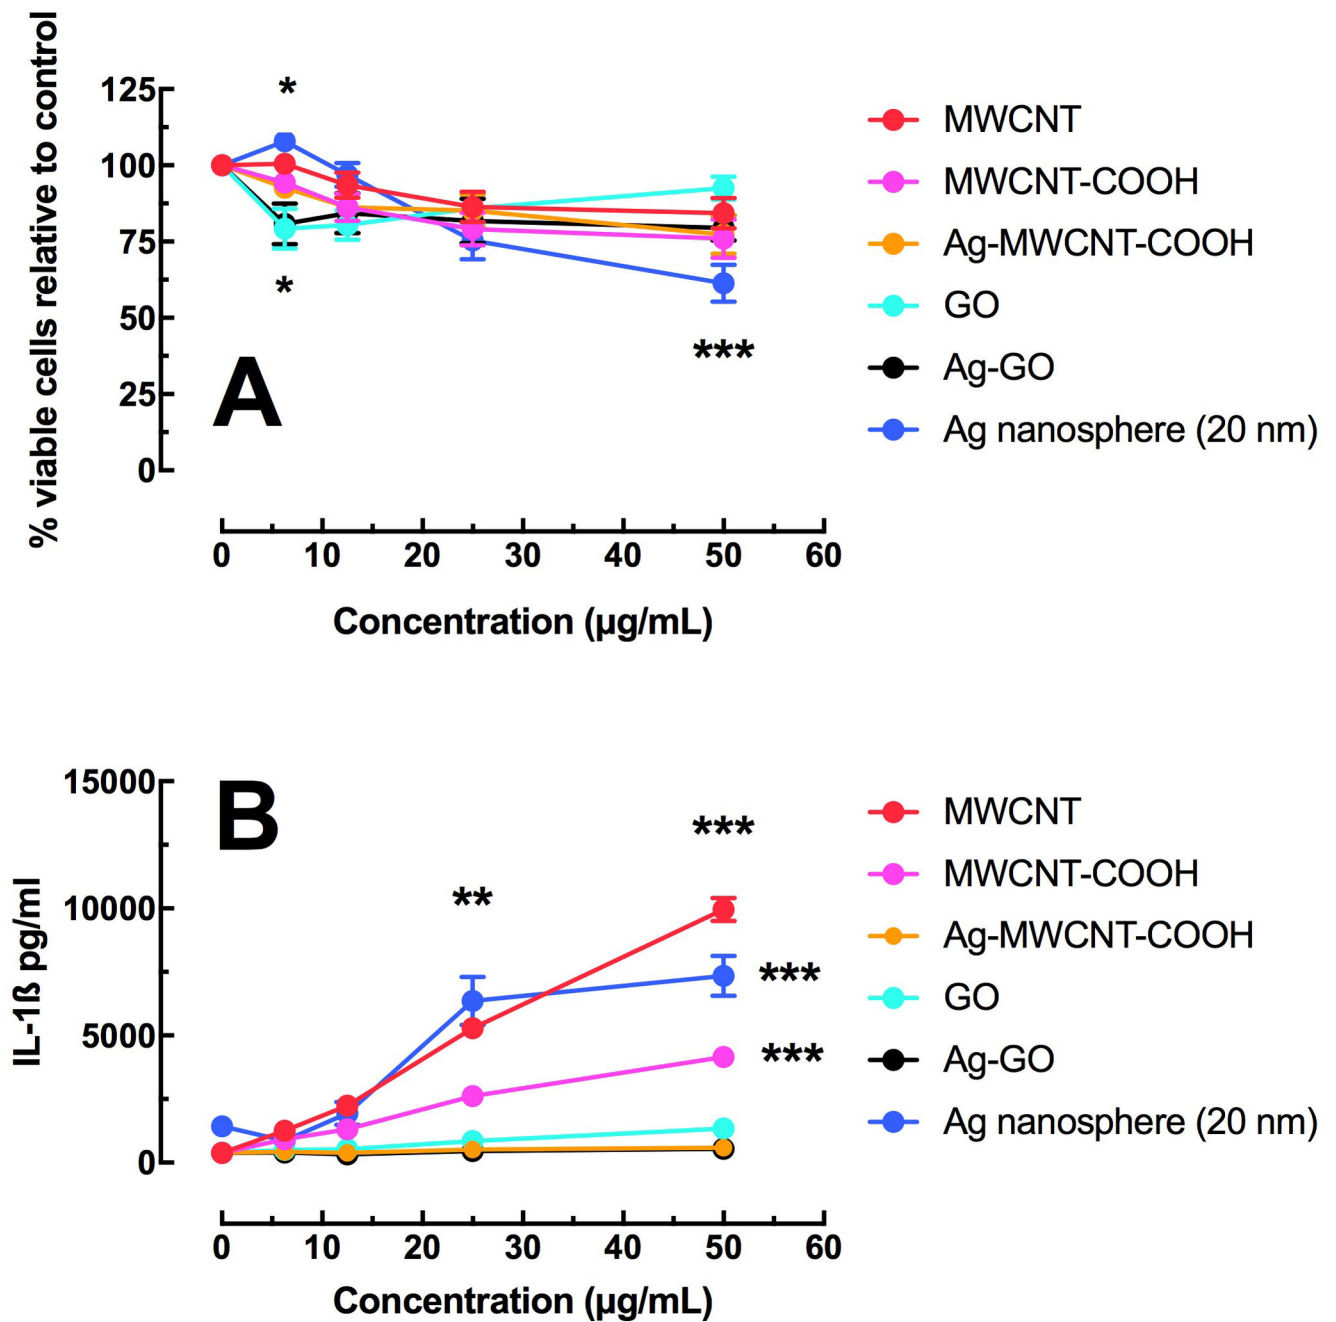 % viable cells relative to control
125
100
75
50
25
0
*
*
***
A
0 10 20 30 40 50 60
Concentration (µg/mL)
MWCNT
MWCNT-COOH
Ag-MWCNT-COOH
GO
Ag-GO
Ag nanosphere (20 nm)
IL-1ß pg/ml
15000
10000
5000
0
B
**
***
***
***
0 10 20 30 40 50 60
Concentration (µg/mL)
MWCNT
MWCNT-COOH
Ag-MWCNT-COOH
GO
Ag-GO
Ag nanosphere (20 nm)